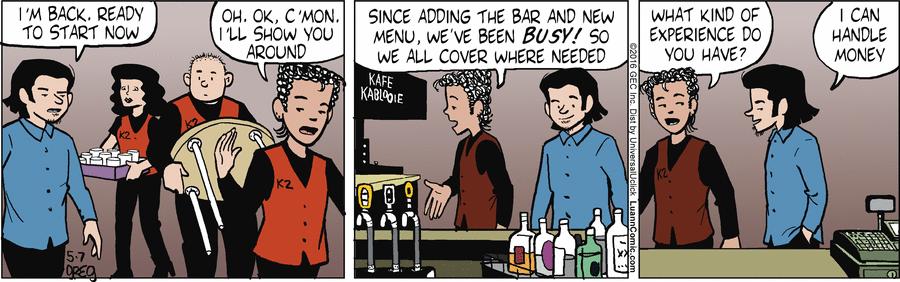 I'M BACK. READY
TO START NOW
OH. OK, C'MON.
I'LL SHOW YOU
AROUND
K2
K2
K2
5-7
GREG
SINCE ADDING THE BAR AND NEW
MENU, WE'VE BEEN BUSY! SO
WE ALL COVER WHERE NEEDED
KAFE
KABLOOIE
XX
©2016 GEC Inc. Dist by UniversalUclick LuannComic.com
WHAT KIND OF
EXPERIENCE DO
YOU HAVE?
I CAN
HANDLE
MONEY
K2